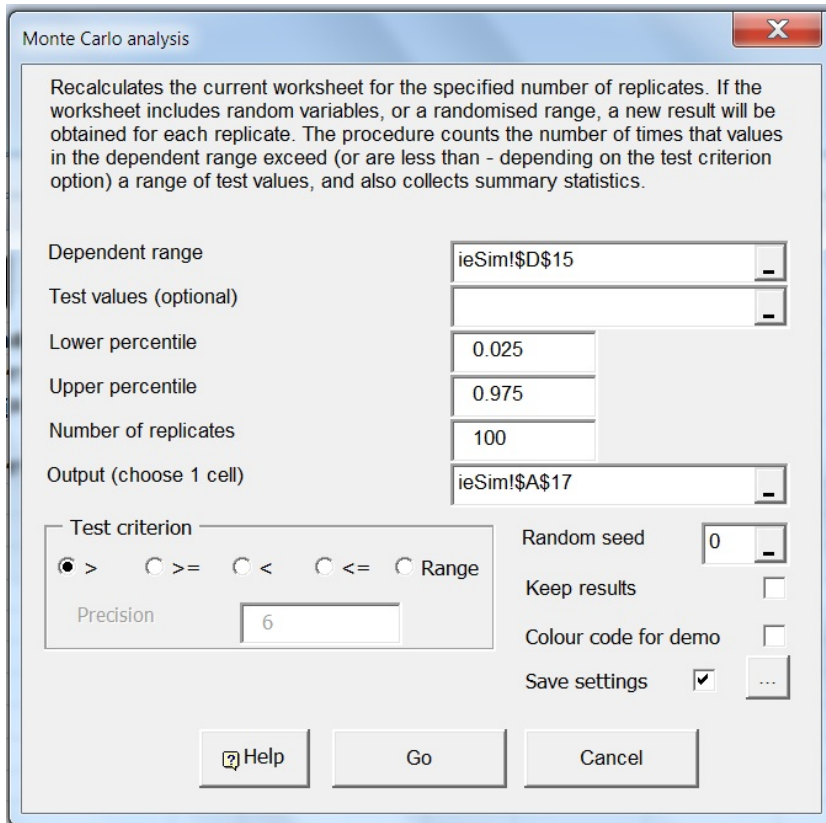 Monte Carlo analysis
X
Recalculates the current worksheet for the specified number of replicates. If the
worksheet includes random variables, or a randomised range, a new result will be
obtained for each replicate. The procedure counts the number of times that values
in the dependent range exceed (or are less than - depending on the test criterion
option) a range of test values, and also collects summary statistics.
Dependent range ieSim!$D$15 _
Test values (optional) _
Lower percentile 0.025
Upper percentile 0.975
Number of replicates 100
Output (choose 1 cell) ieSim!$A$17 _
Test criterion
> >= < <= Range
Precision 6
Random seed 0 _
Keep results
Colour code for demo
Save settings ...
? Help Go Cancel